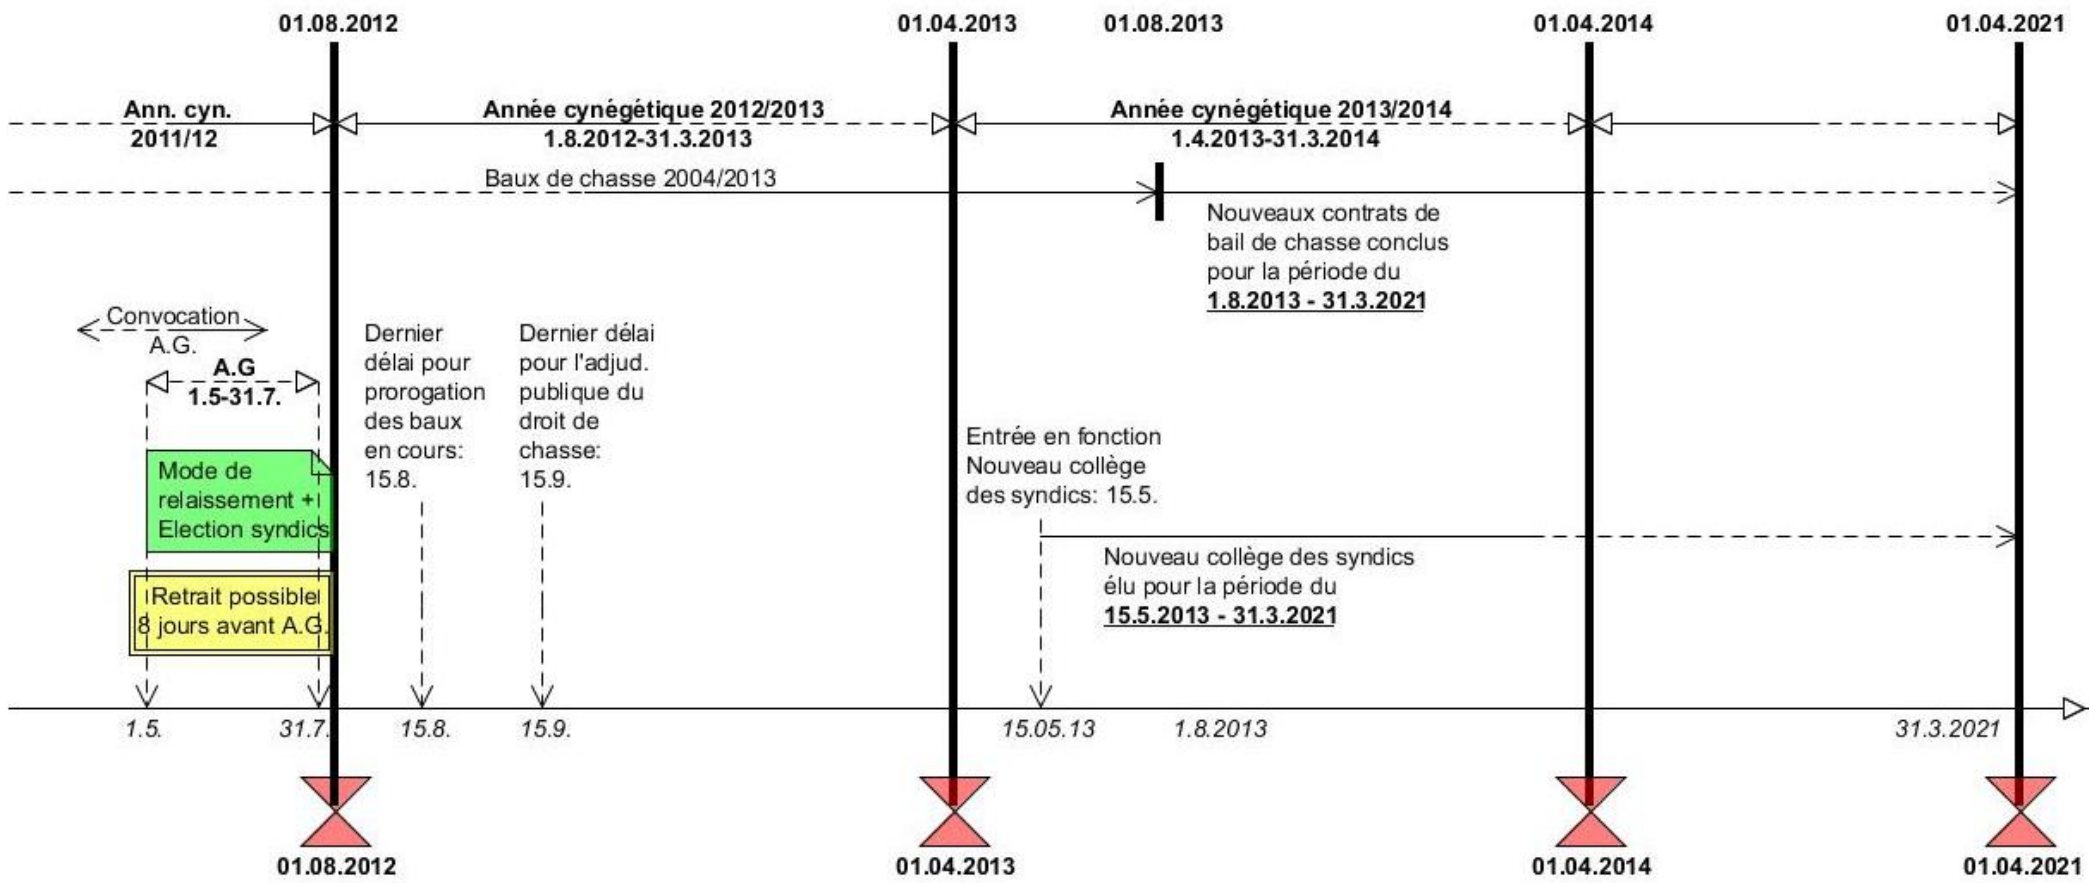 01.08.2012
01.04.2013
01.08.2013
01.04.2014
01.04.2021
Ann. cyn.
2011/12
Année cynégétique 2012/2013
1.8.2012-31.3.2013
Année cynégétique 2013/2014
1.4.2013-31.3.2014
Baux de chasse 2004/2013
Nouveaux contrats de
bail de chasse conclus
pour la période du
1.8.2013 - 31.3.2021
Convocation
A.G.
A.G
1.5-31.7.
Dernier
délai pour
prorogation
des baux
en cours:
15.8.
Dernier délai
pour l'adjud.
publique du
droit de
chasse:
15.9.
Mode de
relaissement +
Election syndics
Retrait possible
8 jours avant A.G.
Entrée en fonction
Nouveau collège
des syndics: 15.5.
Nouveau collège des syndics
élu pour la période du
15.5.2013 - 31.3.2021
1.5.
31.7.
15.8.
15.9.
15.05.13
1.8.2013
31.3.2021
01.08.2012
01.04.2013
01.04.2014
01.04.2021